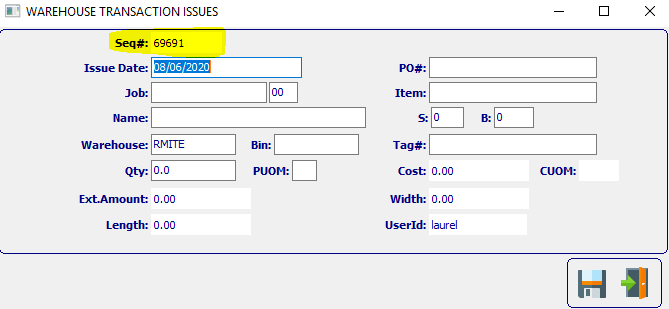 WAREHOUSE TRANSACTION ISSUES
Seq#: 69691
Issue Date: 08/06/2020 PO#:
Job: 00 Item:
Name: S: 0 B: 0
Warehouse: RMITE Bin: Tag#:
Qty: 0.0 PUOM: Cost: 0.00 CUOM:
Ext.Amount: 0.00 Width: 0.00
Length: 0.00 UserId: laurel